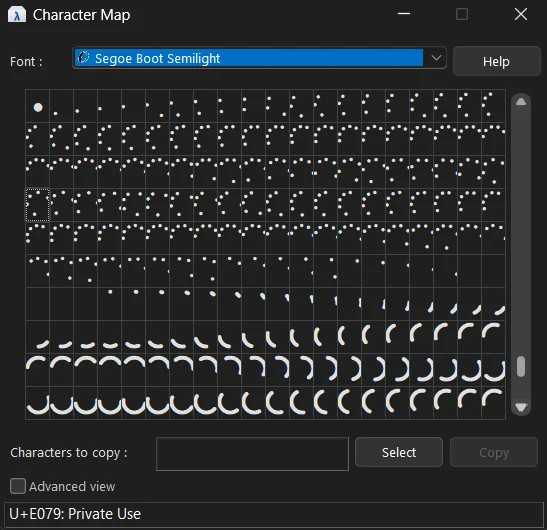 Character Map
Font :
Segoe Boot Semilight
Help
Characters to copy :
Select
Copy
Advanced view
U+E079: Private Use